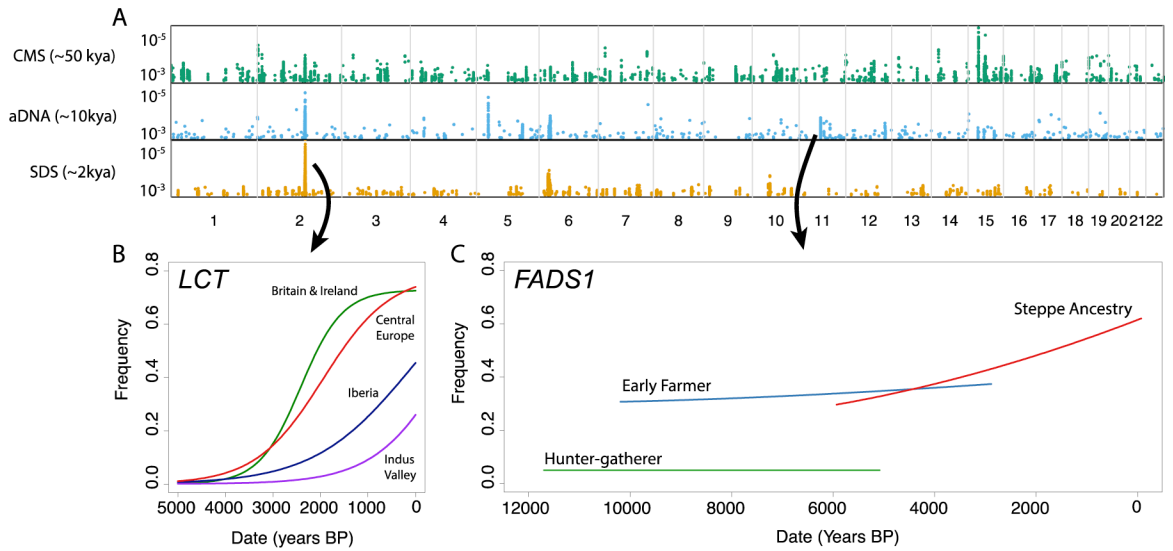 A
CMS (~50 kya)
10-5
10-3
aDNA (~10kya)
10-5
10-3
SDS (~2kya)
10-5
10-3
1 2 3 4 5 6 7 8 9 10 11 12 13 14 15 16 17 18 19 20 21 22
B
LCT
Frequency
0.8
0.6
0.4
0.2
0.0
Britain & Ireland
Central
Europe
Iberia
Indus
Valley
5000 4000 3000 2000 1000 0
Date (years BP)
C
FADS1
Frequency
0.8
0.6
0.4
0.2
0.0
Steppe Ancestry
Early Farmer
Hunter-gatherer
12000 10000 8000 6000 4000 2000 0
Date (Years BP)